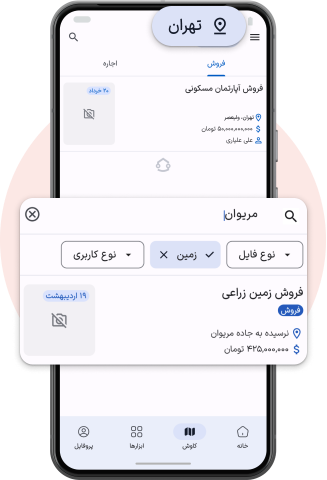 تهران
فروش
اجاره
فروش آپارتمان مسکونی
۲۰ خرداد
تهران، ولیعصر
۵۰,۰۰۰,۰۰۰,۰۰۰ تومان
علی علیاری
مریوان
نوع فایل
زمین
نوع کاربری
فروش زمین زراعی
۱۹ اردیبهشت
فروش
نرسیده به جاده مریوان
۴۲۵,۰۰۰,۰۰۰ تومان
خانه
کاوش
ابزارها
پروفایل